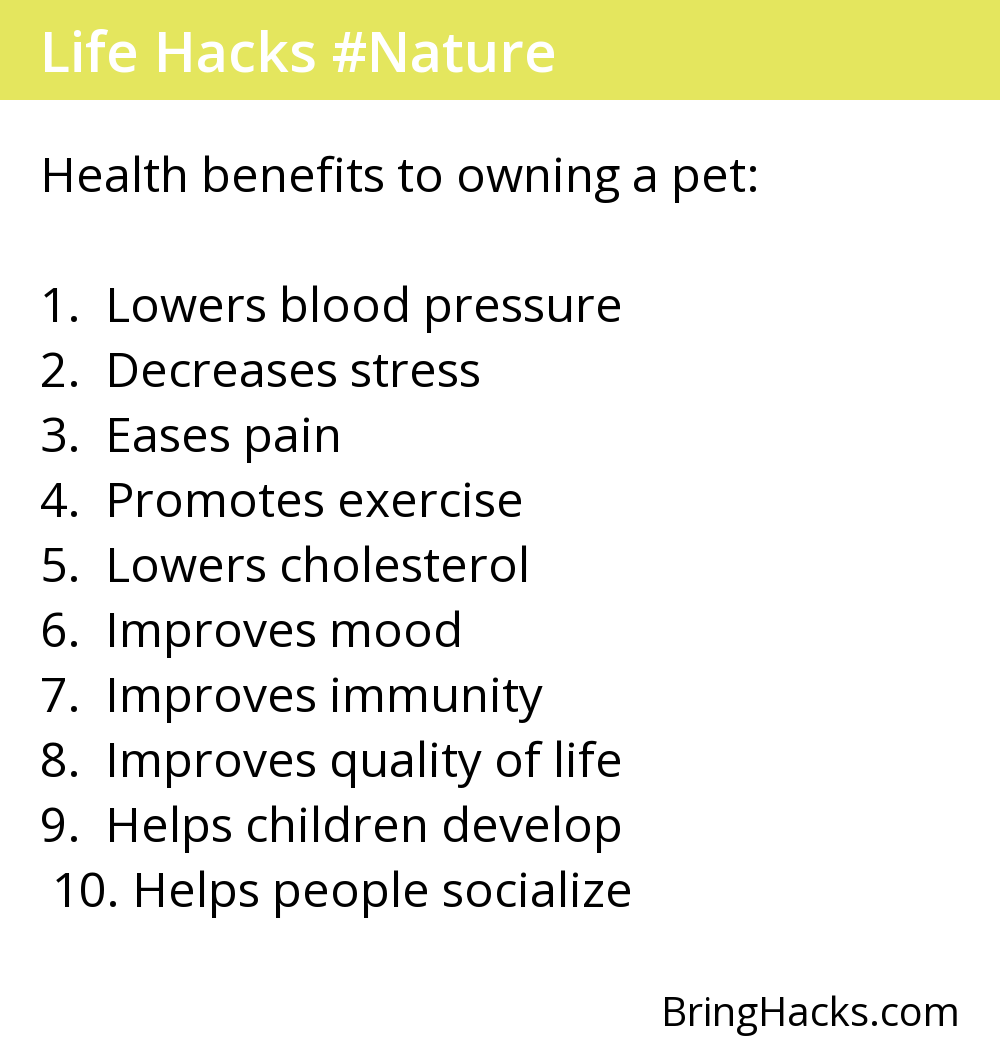 Life Hacks #Nature
Health benefits to owning a pet:
1. Lowers blood pressure
2. Decreases stress
3. Eases pain
4. Promotes exercise
5. Lowers cholesterol
6. Improves mood
7. Improves immunity
8. Improves quality of life
9. Helps children develop
10. Helps people socialize
BringHacks.com